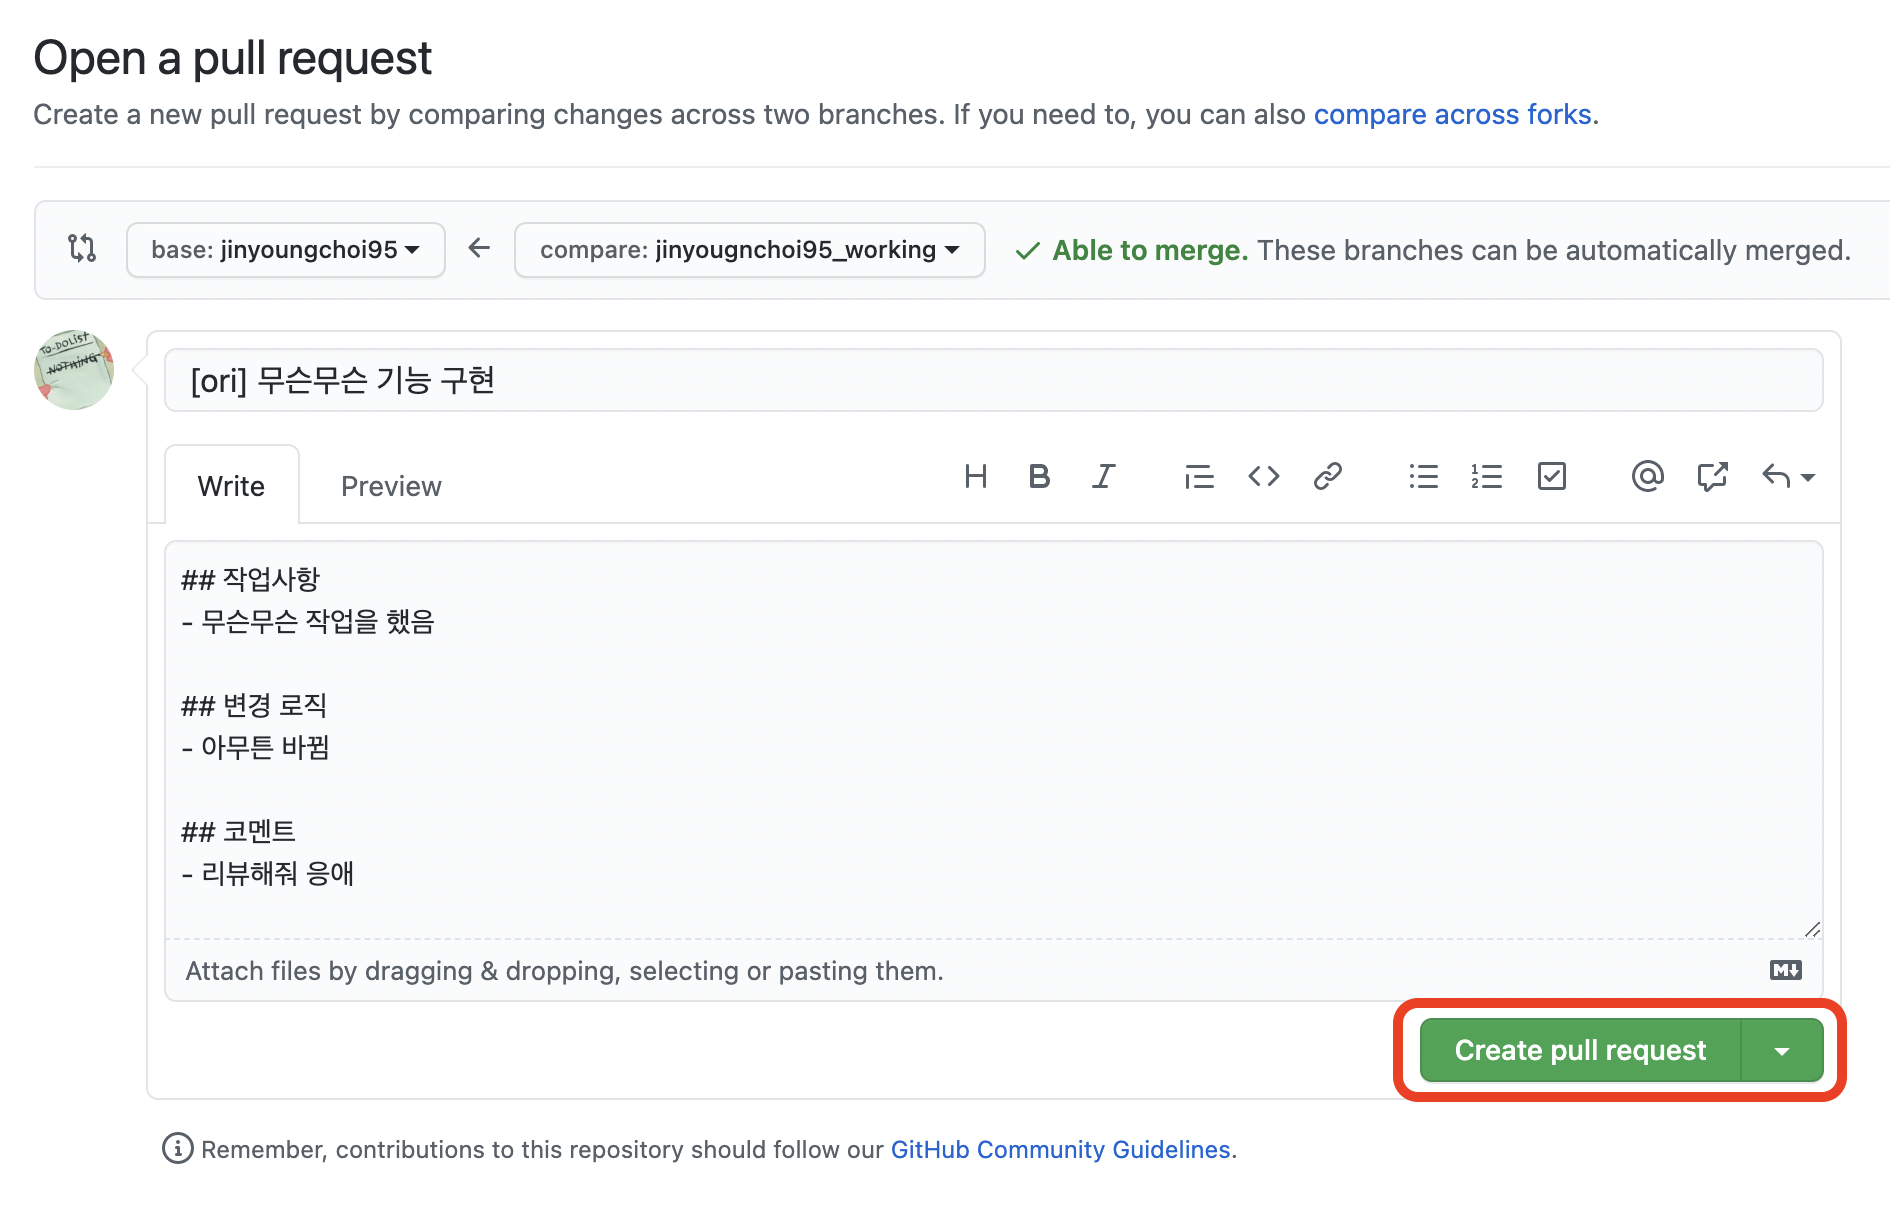 Open a pull request
Create a new pull request by comparing changes across two branches. If you need to, you can also compare across forks.
base: jinyoungchoi95
compare: jinyougnchoi95_working
Able to merge. These branches can be automatically merged.
TO-DOLIST
NOTHING
[ori] 무슨무슨 기능 구현
Write
Preview
## 작업사항
- 무슨무슨 작업을 했음
## 변경 로직
- 아무튼 바뀜
## 코멘트
- 리뷰해줘 응애
Attach files by dragging & dropping, selecting or pasting them.
Create pull request
Remember, contributions to this repository should follow our GitHub Community Guidelines.